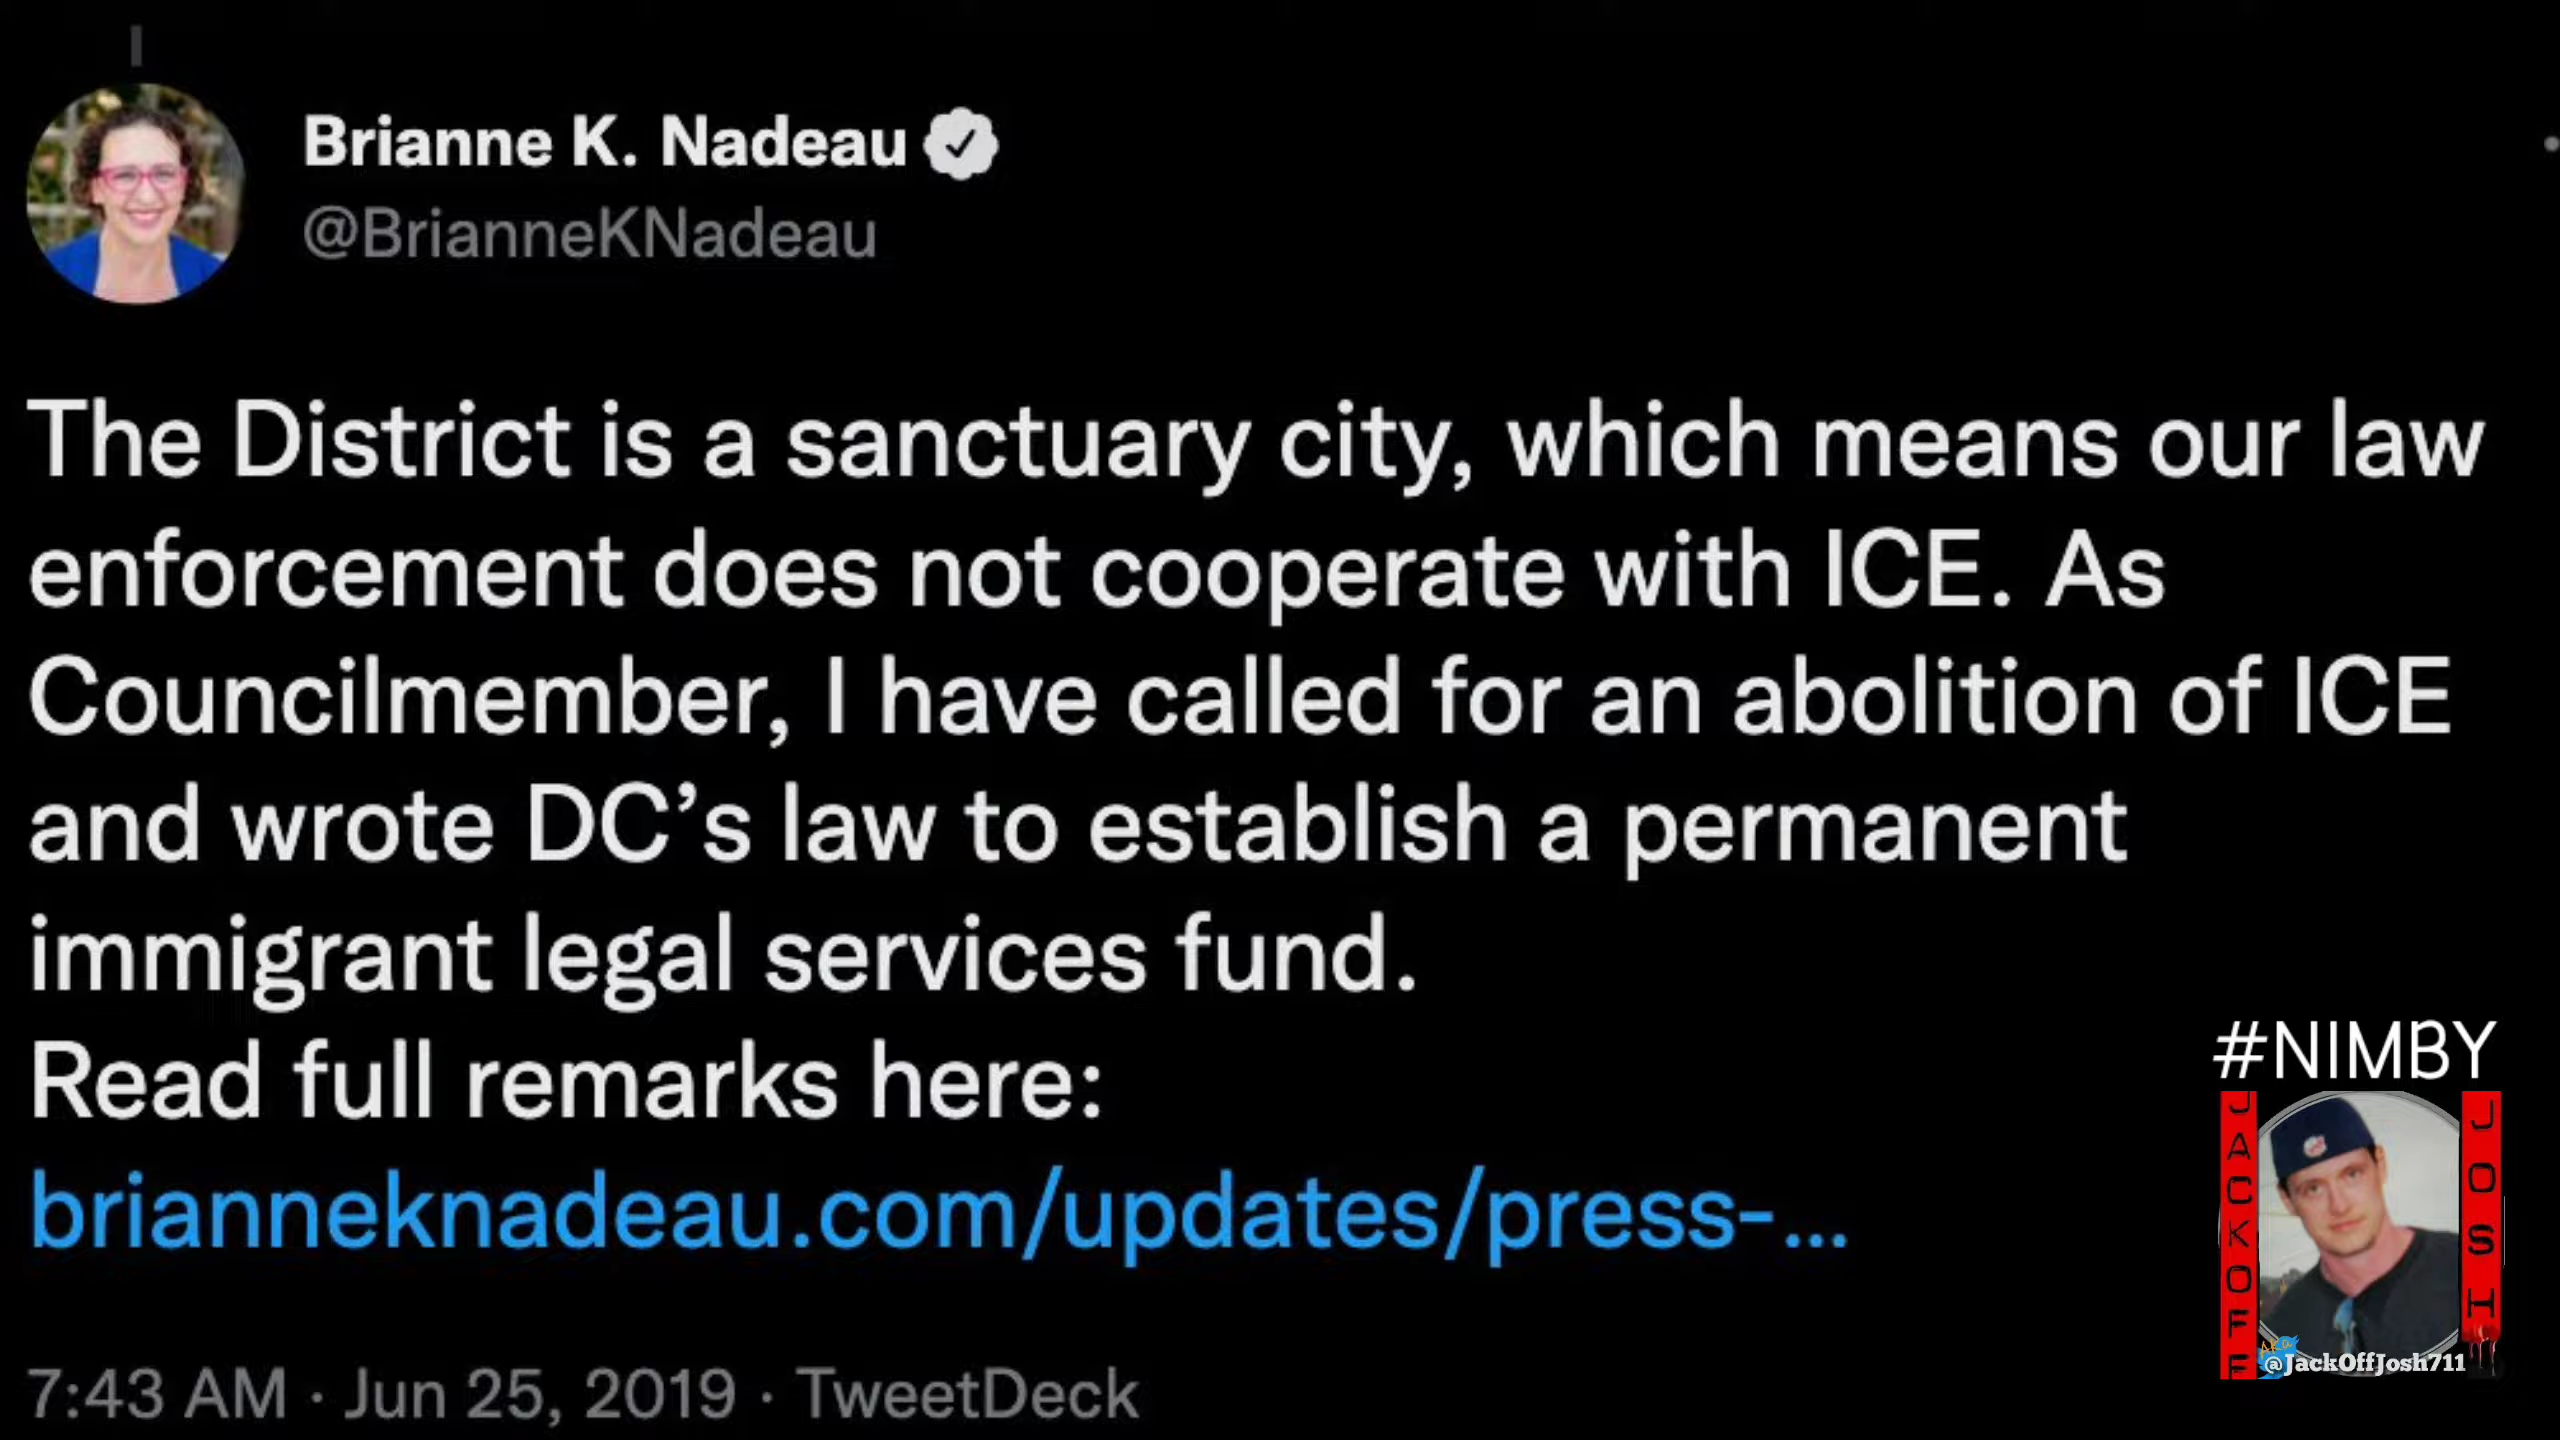 Brianne K. Nadeau
@BrianneKNadeau
The District is a sanctuary city, which means our law
enforcement does not cooperate with ICE. As
Councilmember, I have called for an abolition of ICE
and wrote DC’s law to establish a permanent
immigrant legal services fund.
Read full remarks here:
brianneknadeau.com/updates/press-...
7:43 AM · Jun 25, 2019 · TweetDeck
#NIMBY
JACKOFF
JOSH
AKA
@JackOffJosh711